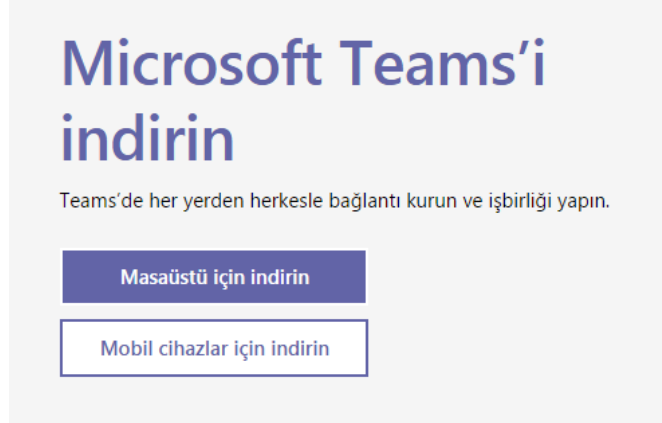 Microsoft Teams’i
indirin
Teams’de her yerden herkesle bağlantı kurun ve işbirliği yapın.
Masaüstü için indirin
Mobil cihazlar için indirin